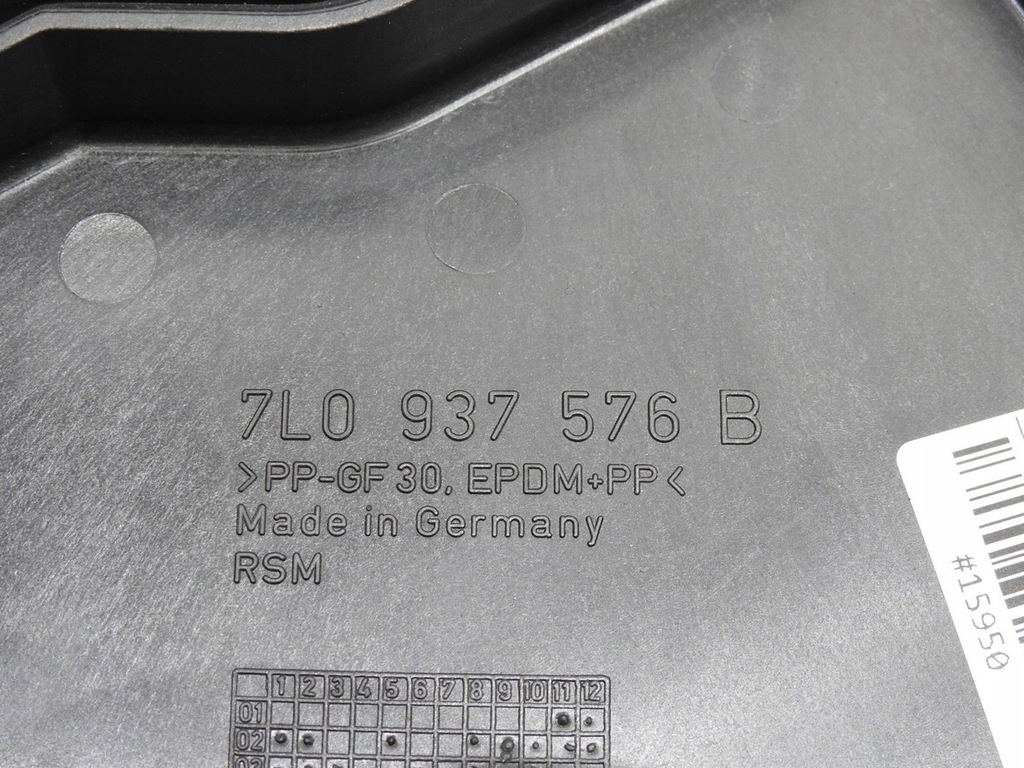 7L0 937 576 B
>PP-GF30, EPDM+PP<
Made in Germany
RSM
1 2 3 4 5 6 7 8 9 10 11 12
01
02
#15950